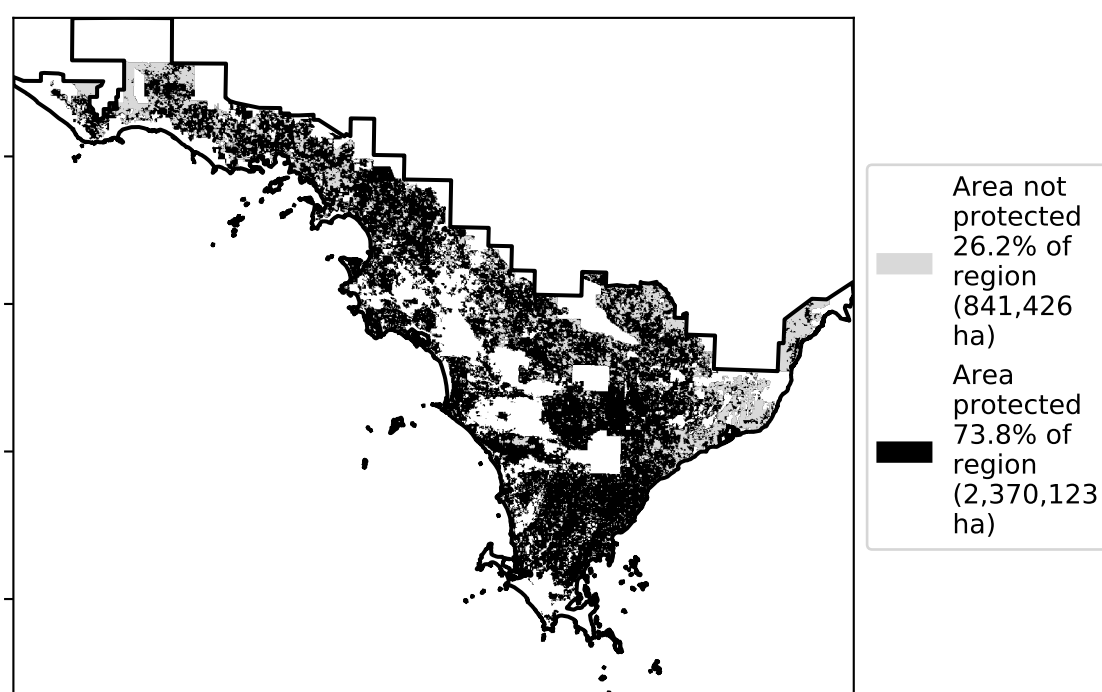 Area not
protected
26.2% of
region
(841,426
ha)
Area
protected
73.8% of
region
(2,370,123
ha)